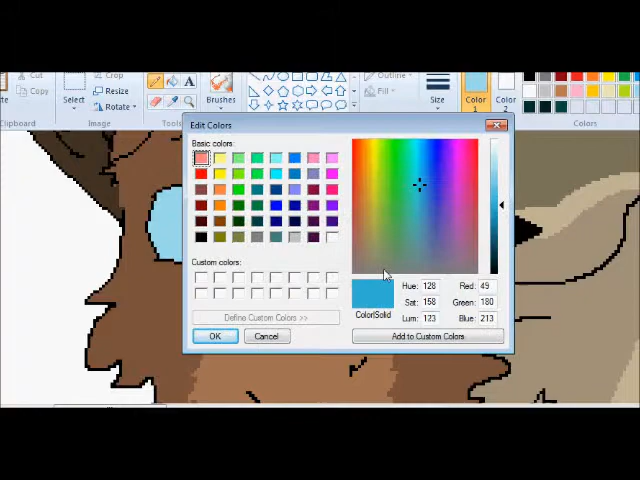 Cut
Copy
Crop
Resize
Rotate
Select
A
Brushes
Outline
Fill
Size
Color 1
Color 2
Clipboard
Image
Colors
Edit Colors
Basic colors:
Custom colors:
Define Custom Colors >>
OK
Cancel
Color|Solid
Hue: 128
Sat: 158
Lum: 123
Red: 49
Green: 180
Blue: 213
Add to Custom Colors